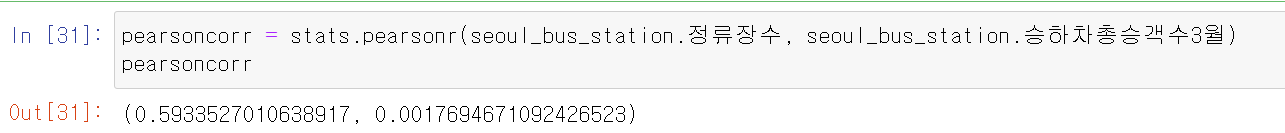 In [31]: pearsoncorr = stats.pearsonr(seoul_bus_station.정류장수, seoul_bus_station.승하차총승객수3월)
pearsoncorr
Out[31]: (0.5933527010638917, 0.0017694671092426523)